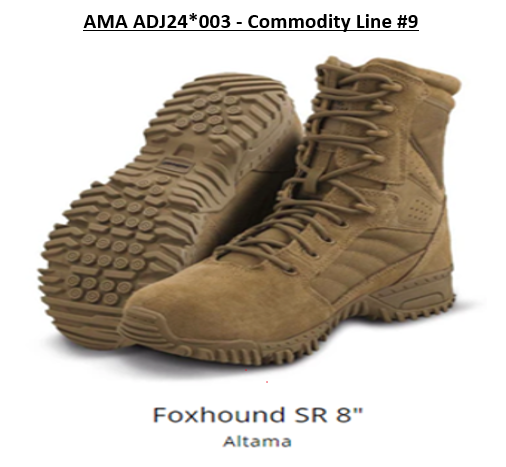 AMA ADJ24*003 - Commodity Line #9
Foxhound SR 8"
Altama